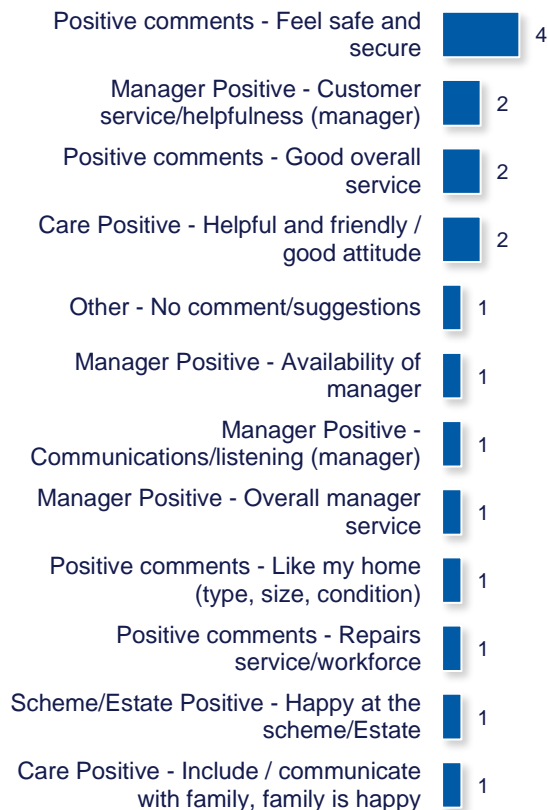 Positive comments - Feel safe and
secure
4
Manager Positive - Customer
service/helpfulness (manager)
2
Positive comments - Good overall
service
2
Care Positive - Helpful and friendly /
good attitude
2
Other - No comment/suggestions
1
Manager Positive - Availability of
manager
1
Manager Positive -
Communications/listening (manager)
1
Manager Positive - Overall manager
service
1
Positive comments - Like my home
(type, size, condition)
1
Positive comments - Repairs
service/workforce
1
Scheme/Estate Positive - Happy at the
scheme/Estate
1
Care Positive - Include / communicate
with family, family is happy
1